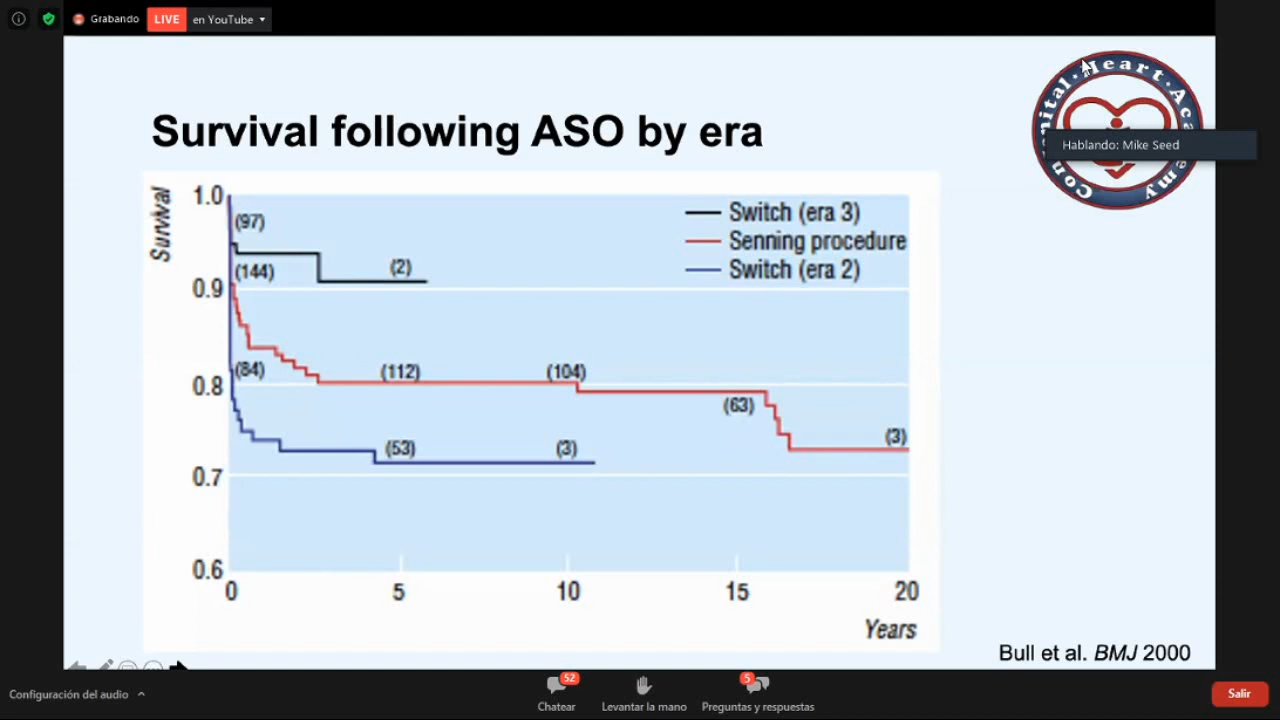 Grabando
LIVE en YouTube
Survival following ASO by era
Hablando: Mike Seed
Survival
1.0
0.9
0.8
0.7
0.6
(97)
(144)
(84)
(2)
(112)
(104)
(63)
(3)
(53)
(3)
Switch (era 3)
Senning procedure
Switch (era 2)
0
5
10
15
20
Years
Bull et al. BMJ 2000
Configuración del audio
52
Chatear
Levantar la mano
5
Preguntas y respuestas
Salir